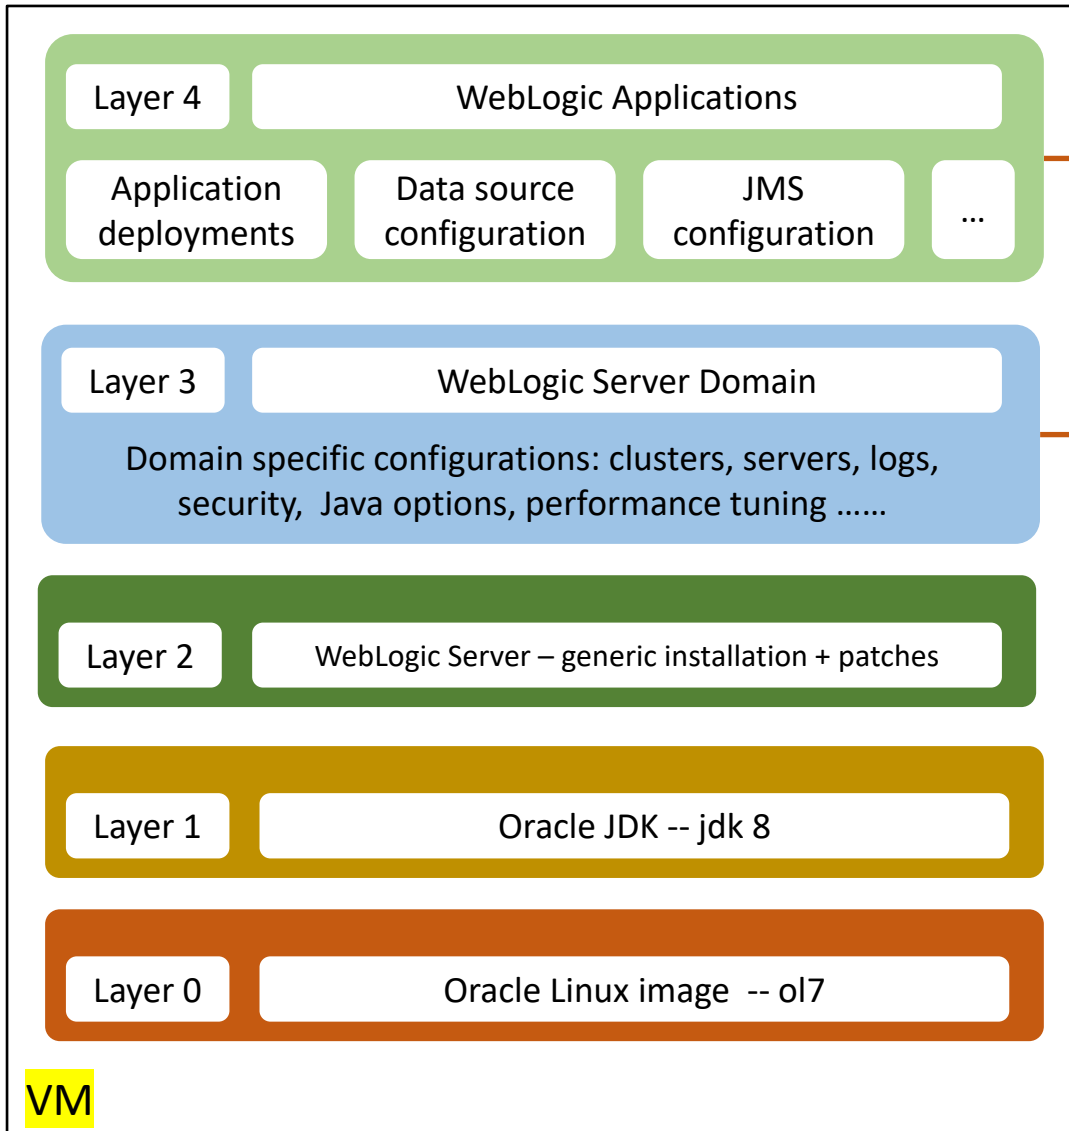 Layer 4
WebLogic Applications
Application
deployments
Data source
configuration
JMS
configuration
...
Layer 3
WebLogic Server Domain
Domain specific configurations: clusters, servers, logs,
security,  Java options, performance tuning ……
Layer 2
WebLogic Server – generic installation + patches
Layer 1
Oracle JDK -- jdk 8
Layer 0
Oracle Linux image  -- ol7
VM